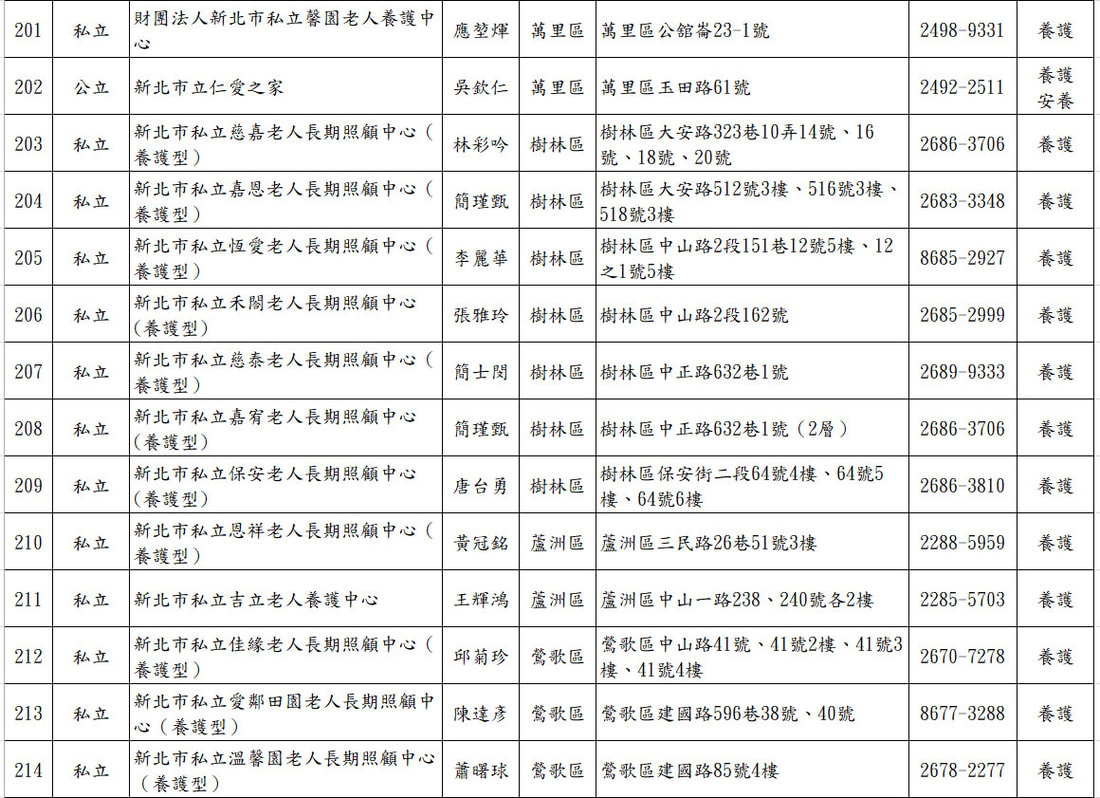 201 私立 財團法人新北市私立馨園老人養護中心 應堃煇 萬里區 萬里區公舘崙23-1號 2498-9331 養護
202 公立 新北市立仁愛之家 吳欽仁 萬里區 萬里區玉田路61號 2492-2511 養護 安養
203 私立 新北市私立慈嘉老人長期照顧中心（養護型） 林彩吟 樹林區 樹林區大安路323巷10弄14號、16號、18號、20號 2686-3706 養護
204 私立 新北市私立嘉恩老人長期照顧中心（養護型） 簡瑾甄 樹林區 樹林區大安路512號3樓、516號3樓、518號3樓 2683-3348 養護
205 私立 新北市私立恆愛老人長期照顧中心（養護型） 李麗華 樹林區 樹林區中山路2段151巷12號5樓、12之1號5樓 8685-2927 養護
206 私立 新北市私立禾閎老人長期照顧中心(養護型) 張雅玲 樹林區 樹林區中山路2段162號 2685-2999 養護
207 私立 新北市私立慈泰老人長期照顧中心（養護型） 簡士閔 樹林區 樹林區中正路632巷1號 2689-9333 養護
208 私立 新北市私立嘉宥老人長期照顧中心(養護型) 簡瑾甄 樹林區 樹林區中正路632巷1號（2層） 2686-3706 養護
209 私立 新北市私立保安老人長期照顧中心(養護型) 唐台勇 樹林區 樹林區保安街二段64號4樓、64號5樓、64號6樓 2686-3810 養護
210 私立 新北市私立恩祥老人長期照顧中心（養護型） 黃冠銘 蘆洲區 蘆洲區三民路26巷51號3樓 2288-5959 養護
211 私立 新北市私立吉立老人養護中心 王輝鴻 蘆洲區 蘆洲區中山一路238、240號各2樓 2285-5703 養護
212 私立 新北市私立佳緣老人長期照顧中心（養護型） 邱菊珍 鶯歌區 鶯歌區中山路41號、41號2樓、41號3樓、41號4樓 2670-7278 養護
213 私立 新北市私立愛鄰田園老人長期照顧中心（養護型） 陳達彥 鶯歌區 鶯歌區建國路596巷38號、40號 8677-3288 養護
214 私立 新北市私立溫馨園老人長期照顧中心（養護型） 蕭曙球 鶯歌區 鶯歌區建國路85號4樓 2678-2277 養護